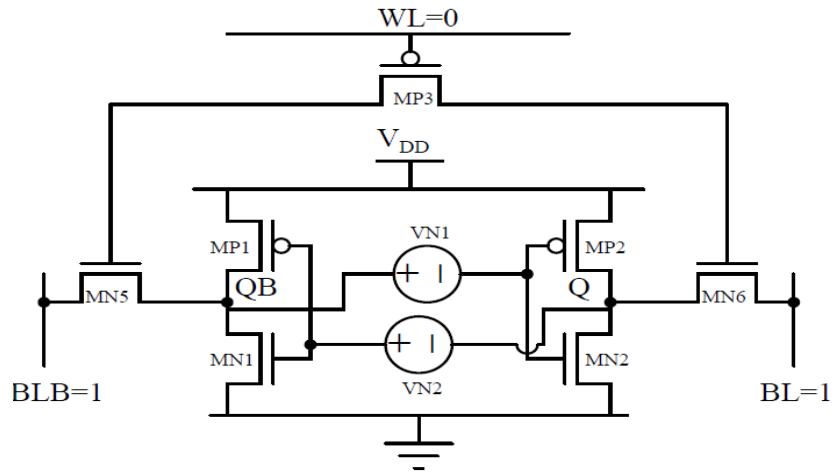 WL=0
MP3
VDD
MP1
VN1
MP2
QB
Q
MN5
MN6
+ −
MN1
+ −
MN2
VN2
BLB=1
BL=1